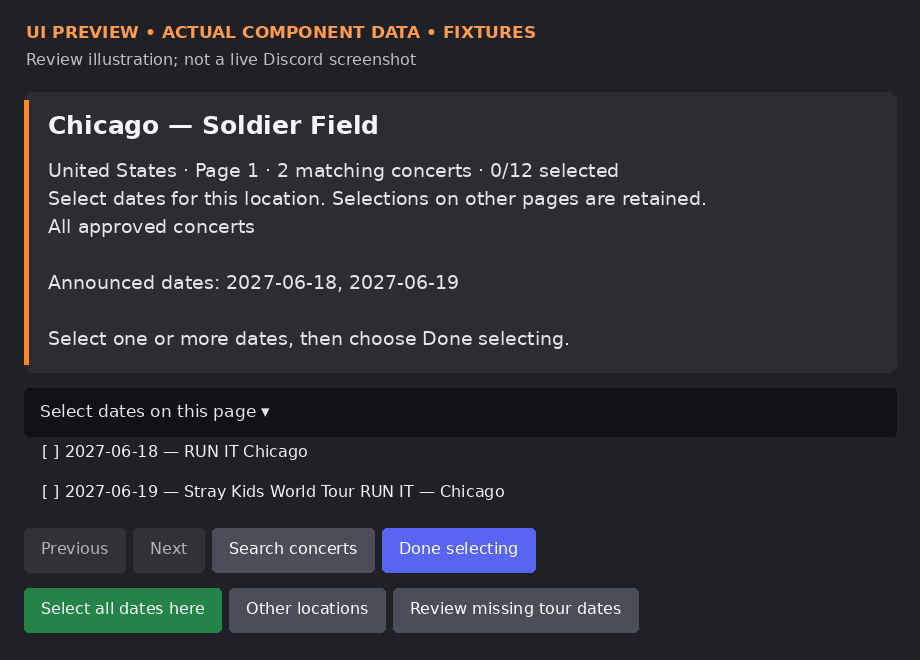 UI PREVIEW • ACTUAL COMPONENT DATA • FIXTURES
Review illustration; not a live Discord screenshot
Chicago — Soldier Field
United States · Page 1 · 2 matching concerts · 0/12 selected
Select dates for this location. Selections on other pages are retained.
All approved concerts
Announced dates: 2027-06-18, 2027-06-19
Select one or more dates, then choose Done selecting.
Select dates on this page ▾
[ ] 2027-06-18 — RUN IT Chicago
[ ] 2027-06-19 — Stray Kids World Tour RUN IT — Chicago
Previous Next Search concerts Done selecting
Select all dates here Other locations Review missing tour dates